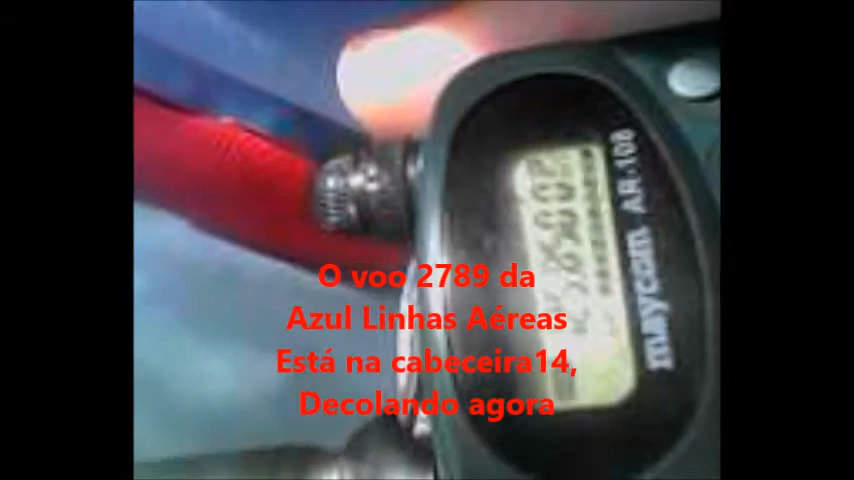 O voo 2789 da
Azul Linhas Aéreas
Está na cabeceira14,
Decolando agora
maycom AR-108